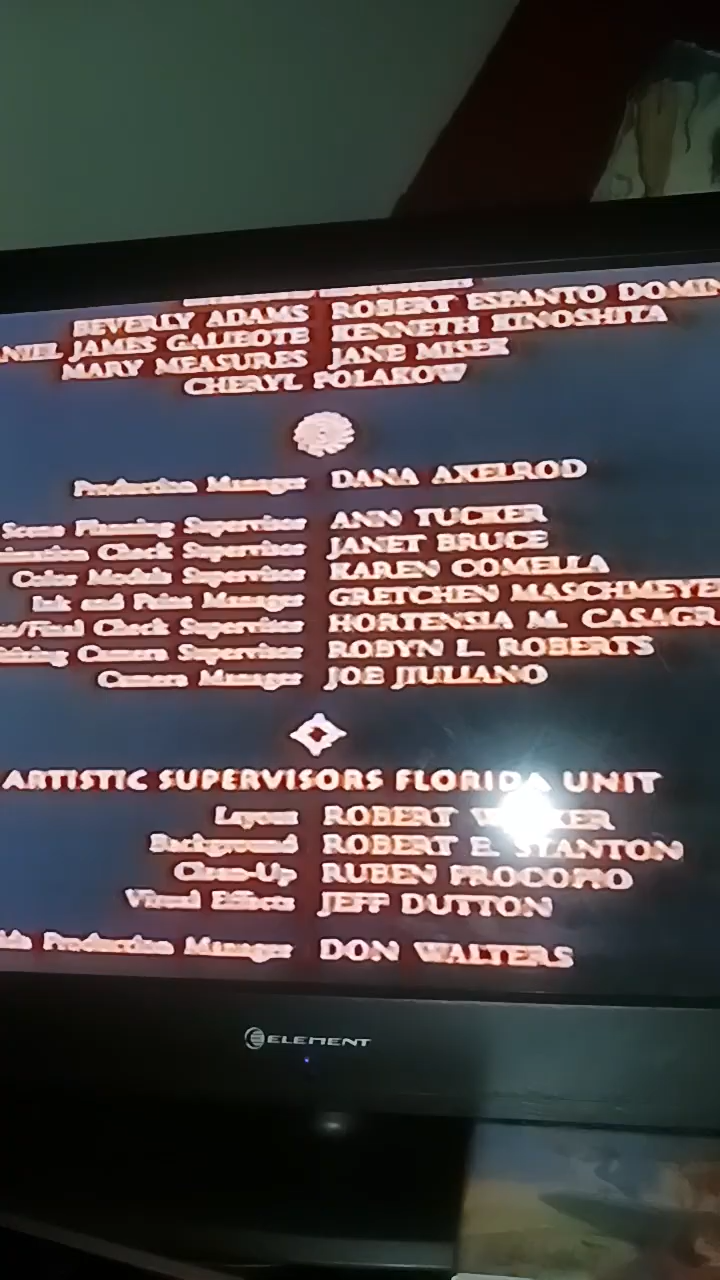 BEVERLY ADAMS ROBERT ESPANTO DOMIN
NIEL JAMES GALIEOTE KENNETH KINOSHITA
MARY MEASURES JANE MISEK
CHERYL POLAKOW
Production Manager DANA AXELROD
Scene Planning Supervisor ANN TUCKER
Check Supervisor JANET BRUCE
Color Models Supervisor KAREN COMELLA
Ink and Paint Manager GRETCHEN MASCHMEYE
/Final Check Supervisor HORTENSIA M. CASAGR
Camera Supervisor ROBYN L. ROBERTS
Camera Manager JOE JIULIANO
ARTISTIC SUPERVISORS FLORIDA UNIT
Layout ROBERT
Background ROBERT E. STANTON
Clean-Up RUBEN PROCOPIO
Visual Effects JEFF DUTTON
Production Manager DON WALTERS
ELEMENT